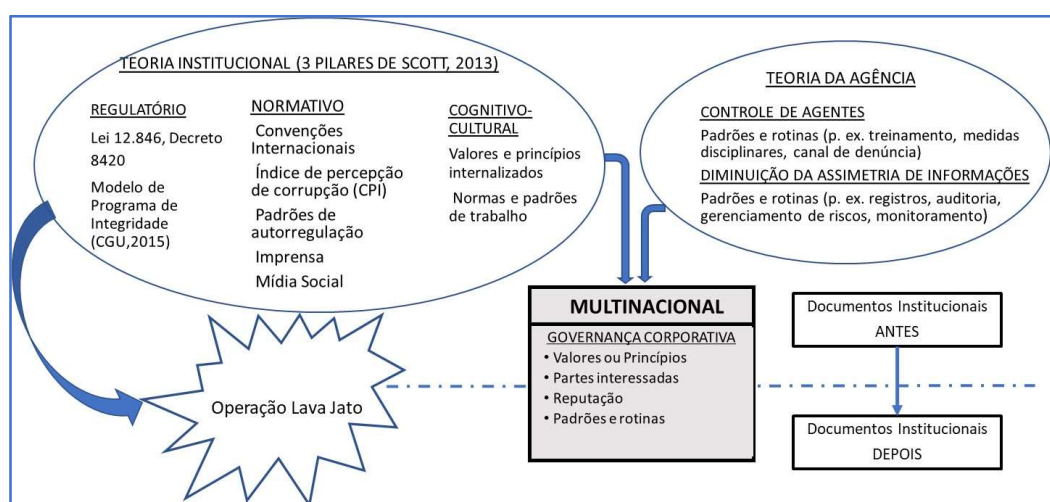 TEORIA INSTITUCIONAL (3 PILARES DE SCOTT, 2013)
REGULATÓRIO
Lei 12.846, Decreto
8420
Modelo de
Programa de
Integridade
(CGU,2015)
NORMATIVO
Convenções
Internacionais
Índice de percepção
de corrupção (CPI)
Padrões de
autorregulação
Imprensa
Mídia Social
COGNITIVO-
CULTURAL
Valores e princípios
internalizados
Normas e padrões
de trabalho
TEORIA DA AGÊNCIA
CONTROLE DE AGENTES
Padrões e rotinas (p. ex. treinamento, medidas
disciplinares, canal de denúncia)
DIMINUIÇÃO DA ASSIMETRIA DE INFORMAÇÕES
Padrões e rotinas (p. ex. registros, auditoria,
gerenciamento de riscos, monitoramento)
Operação Lava Jato
MULTINACIONAL
GOVERNANÇA CORPORATIVA
• Valores ou Princípios
• Partes interessadas
• Reputação
• Padrões e rotinas
Documentos Institucionais
ANTES
Documentos Institucionais
DEPOIS